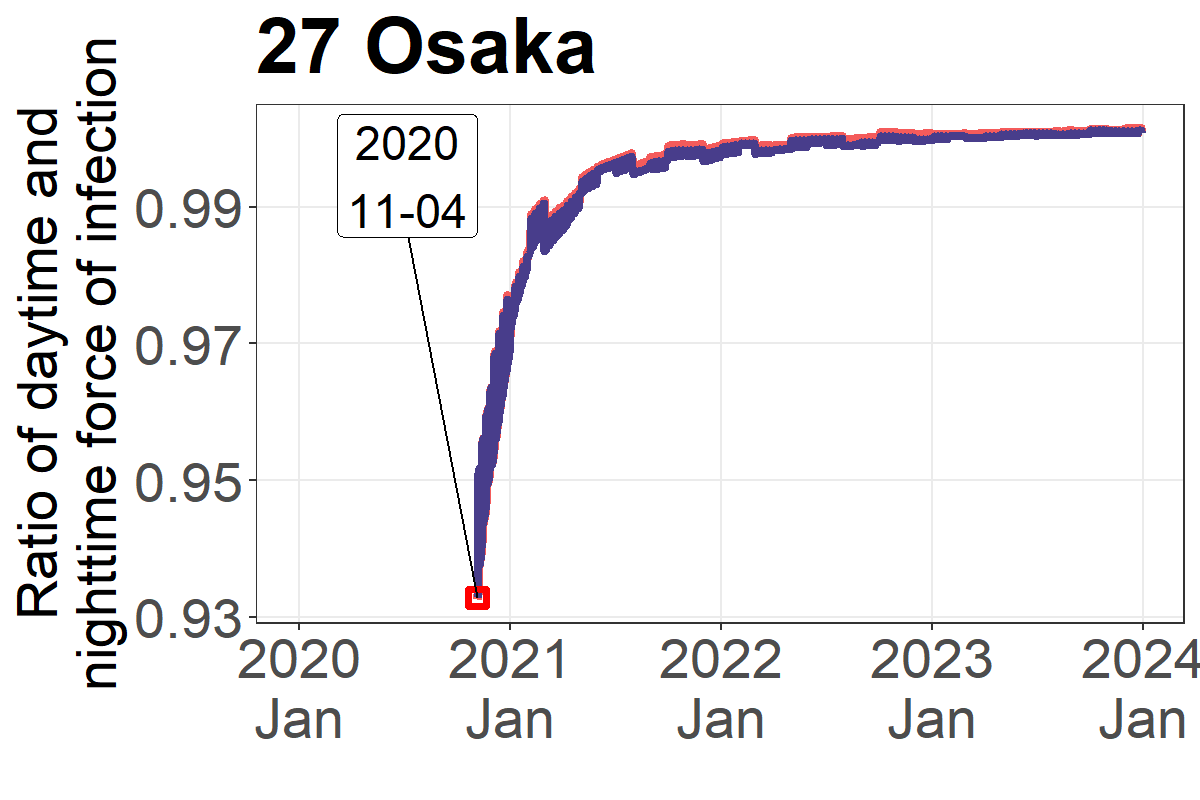 27 Osaka
Ratio of daytime and
nighttime force of infection
2020
11-04
0.99
0.97
0.95
0.93
2020
Jan
2021
Jan
2022
Jan
2023
Jan
2024
Jan